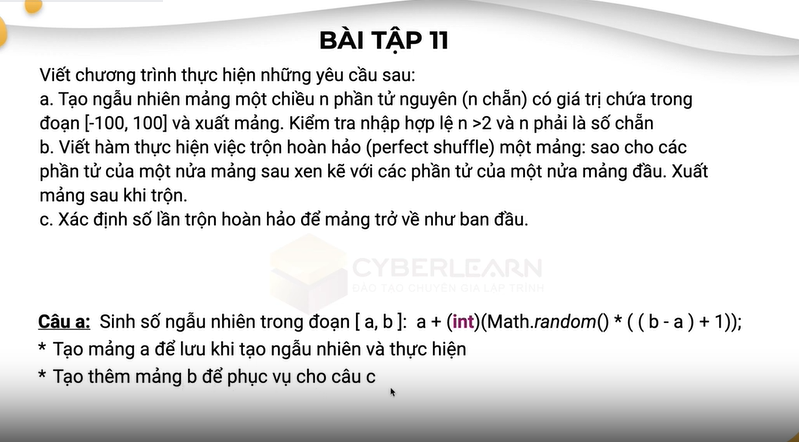 BÀI TẬP 11
Viết chương trình thực hiện những yêu cầu sau:
a. Tạo ngẫu nhiên mảng một chiều n phần tử nguyên (n chẵn) có giá trị chứa trong
đoạn [-100, 100] và xuất mảng. Kiểm tra nhập hợp lệ n >2 và n phải là số chẵn
b. Viết hàm thực hiện việc trộn hoàn hảo (perfect shuffle) một mảng: sao cho các
phần tử của một nửa mảng sau xen kẽ với các phần tử của một nửa mảng đầu. Xuất
mảng sau khi trộn.
c. Xác định số lần trộn hoàn hảo để mảng trở về như ban đầu.
CYBERLEARN
ĐÀO TẠO CHUYÊN GIA LẬP TRÌNH
Câu a: Sinh số ngẫu nhiên trong đoạn [ a, b ]: a + (int)(Math.random() * ( ( b - a ) + 1));
* Tạo mảng a để lưu khi tạo ngẫu nhiên và thực hiện
* Tạo thêm mảng b để phục vụ cho câu c